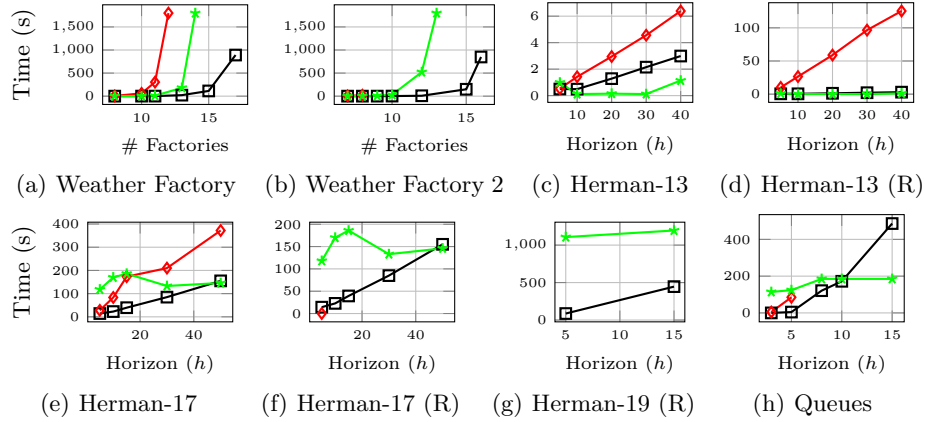 Time (s)
1,500
1,000
500
0
10 15
# Factories
(a) Weather Factory
1,500
1,000
500
0
10 15
# Factories
(b) Weather Factory 2
6
4
2
0
10 20 30 40
Horizon (h)
(c) Herman-13
100
50
0
10 20 30 40
Horizon (h)
(d) Herman-13 (R)
Time (s)
400
300
200
100
0
20 40
Horizon (h)
(e) Herman-17
200
150
100
50
0
20 40
Horizon (h)
(f) Herman-17 (R)
1,000
500
0
5 10 15
Horizon (h)
(g) Herman-19 (R)
400
200
0
5 10 15
Horizon (h)
(h) Queues